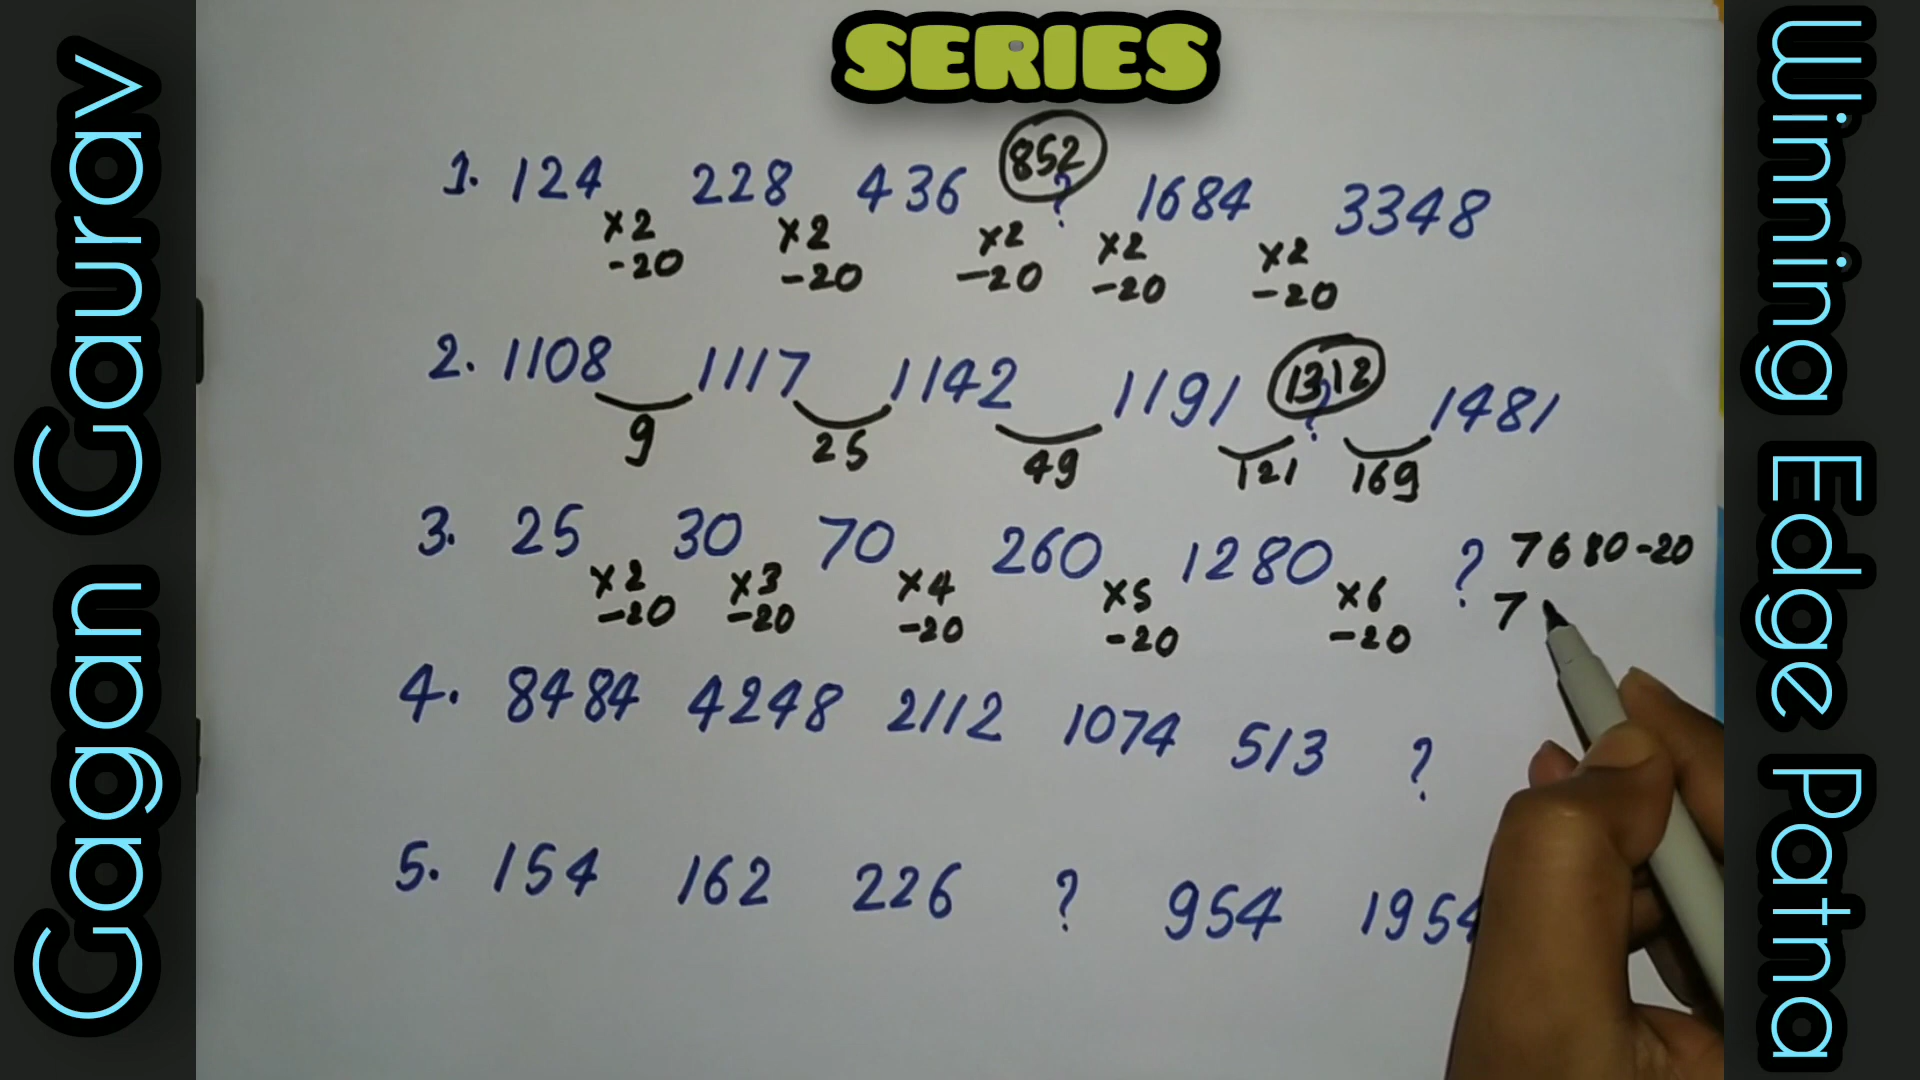 SERIES
Gagan Gaurav
Winning Edge Patna
852
1. 124 228 436 ? 1684 3348
×2 ×2 ×2 ×2 ×2
-20 -20 -20 -20 -20
1312
2. 1108 1117 1142 1191 ? 1481
9 25 49 121 169
3. 25 30 70 260 1280 ? 7680-20
×2 ×3 ×4 ×5 ×6 7
-20 -20 -20 -20 -20
4. 8484 4248 2112 1074 513 ?
5. 154 162 226 ? 954 1954